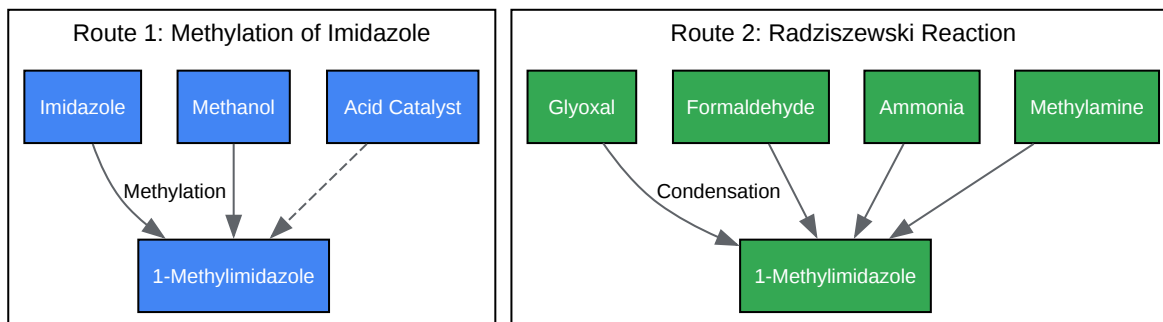 Route 1: Methylation of Imidazole
Imidazole
Methanol
Acid Catalyst
Methylation
1-Methylimidazole
Route 2: Radziszewski Reaction
Glyoxal
Formaldehyde
Ammonia
Methylamine
Condensation
1-Methylimidazole